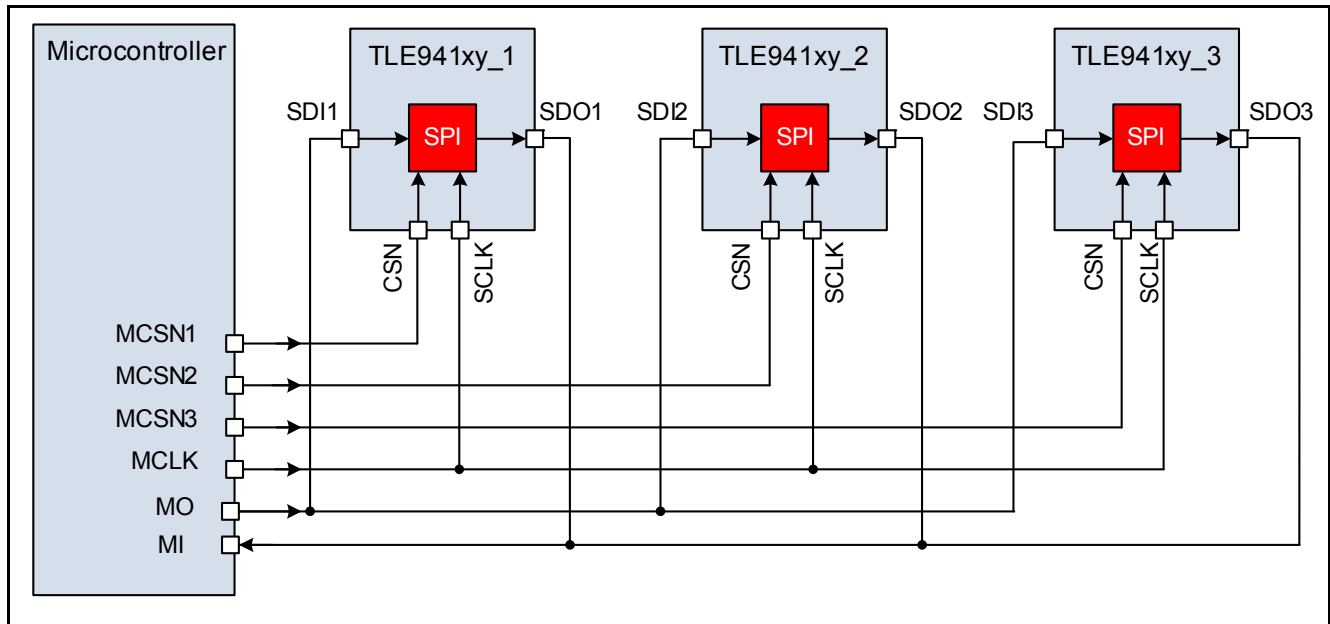 Microcontroller
TLE941xy_1
TLE941xy_2
TLE941xy_3
SDI1
SDO1
SDI2
SDO2
SDI3
SDO3
SPI
SPI
SPI
CSN
SCLK
CSN
SCLK
CSN
SCLK
MCSN1
MCSN2
MCSN3
MCLK
MO
MI